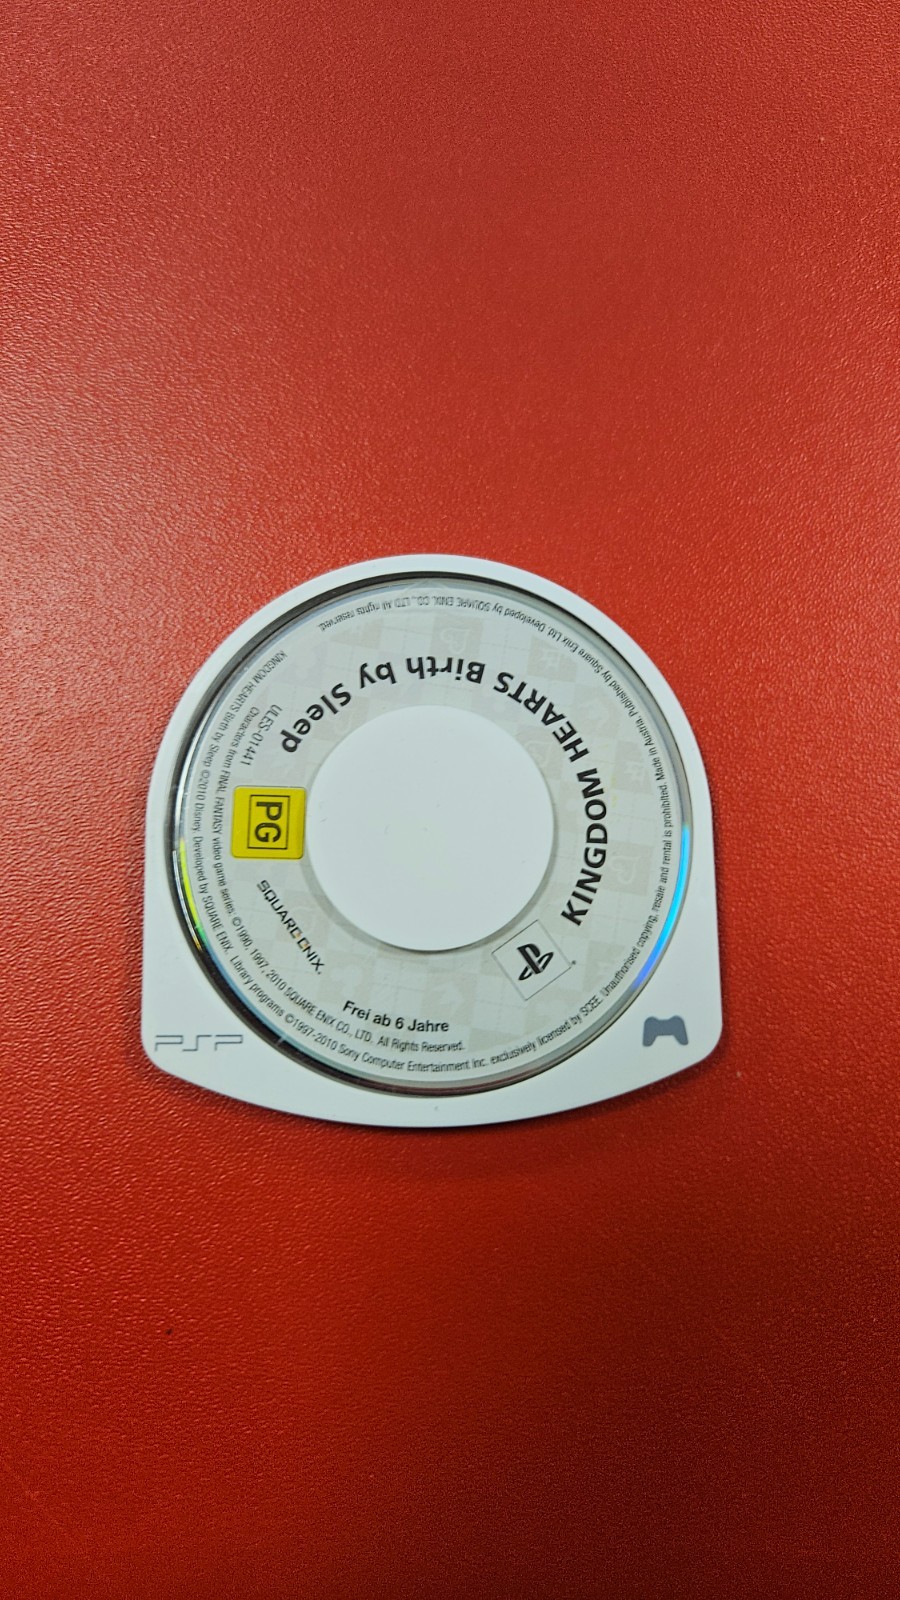 KINGDOM HEARTS Birth by Sleep
ULES-01441
PG
SQUARE ENIX.
Frei ab 6 Jahre
KINGDOM HEARTS Birth by Sleep ©2010 Disney. Developed by SQUARE ENIX. Library programs ©1997-2010 Sony Computer Entertainment Inc. exclusively licensed by SCEE. Unauthorised copying, resale and rental is prohibited. Made in Austria. Published by Square Enix Ltd. Developed by SQUARE ENIX. CO., LTD All rights reserved.
Characters from FINAL FANTASY video game series: ©1990, 1997, 2010 SQUARE ENIX CO., LTD. All Rights Reserved.
PSP